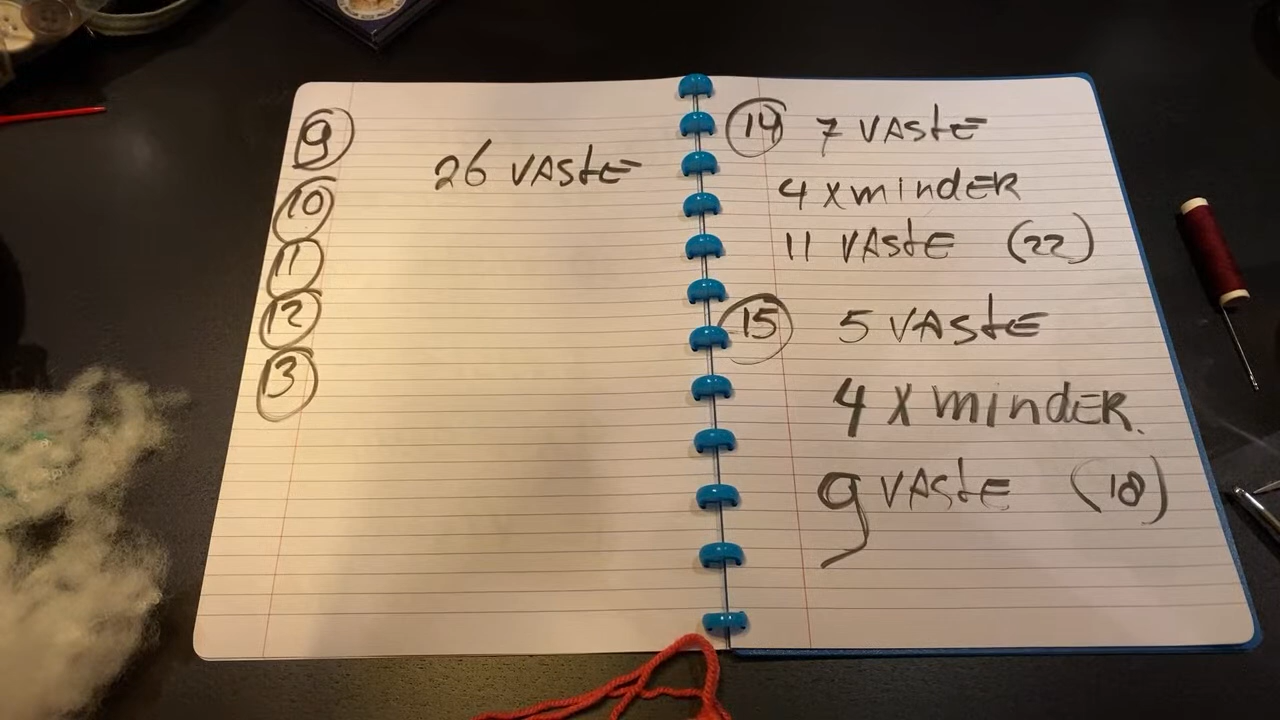 9
26 VASTE
10
11
12
13
14 7 VASTE
4 x minder
11 VASTE (22)
15 5 VASTE
4 x minder.
9 VASTE (18)